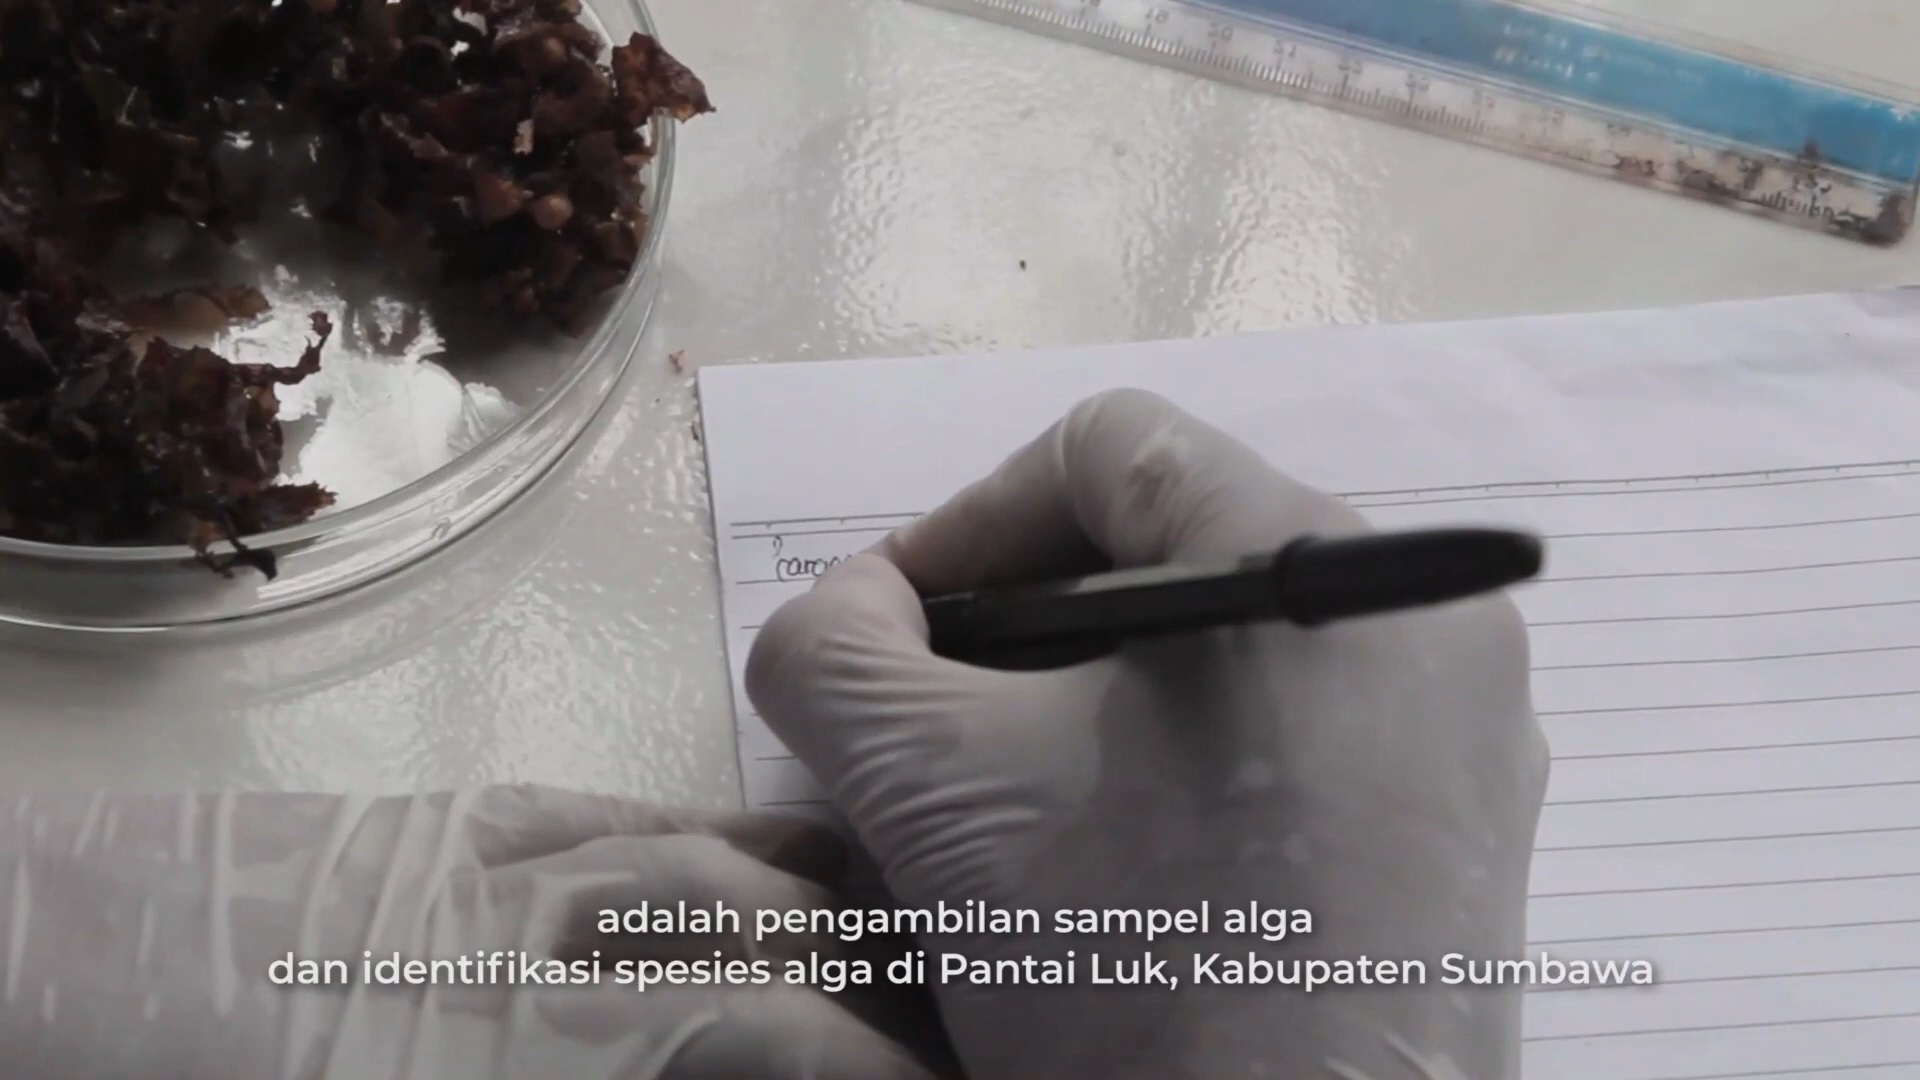 adalah pengambilan sampel alga
dan identifikasi spesies alga di Pantai Luk, Kabupaten Sumbawa